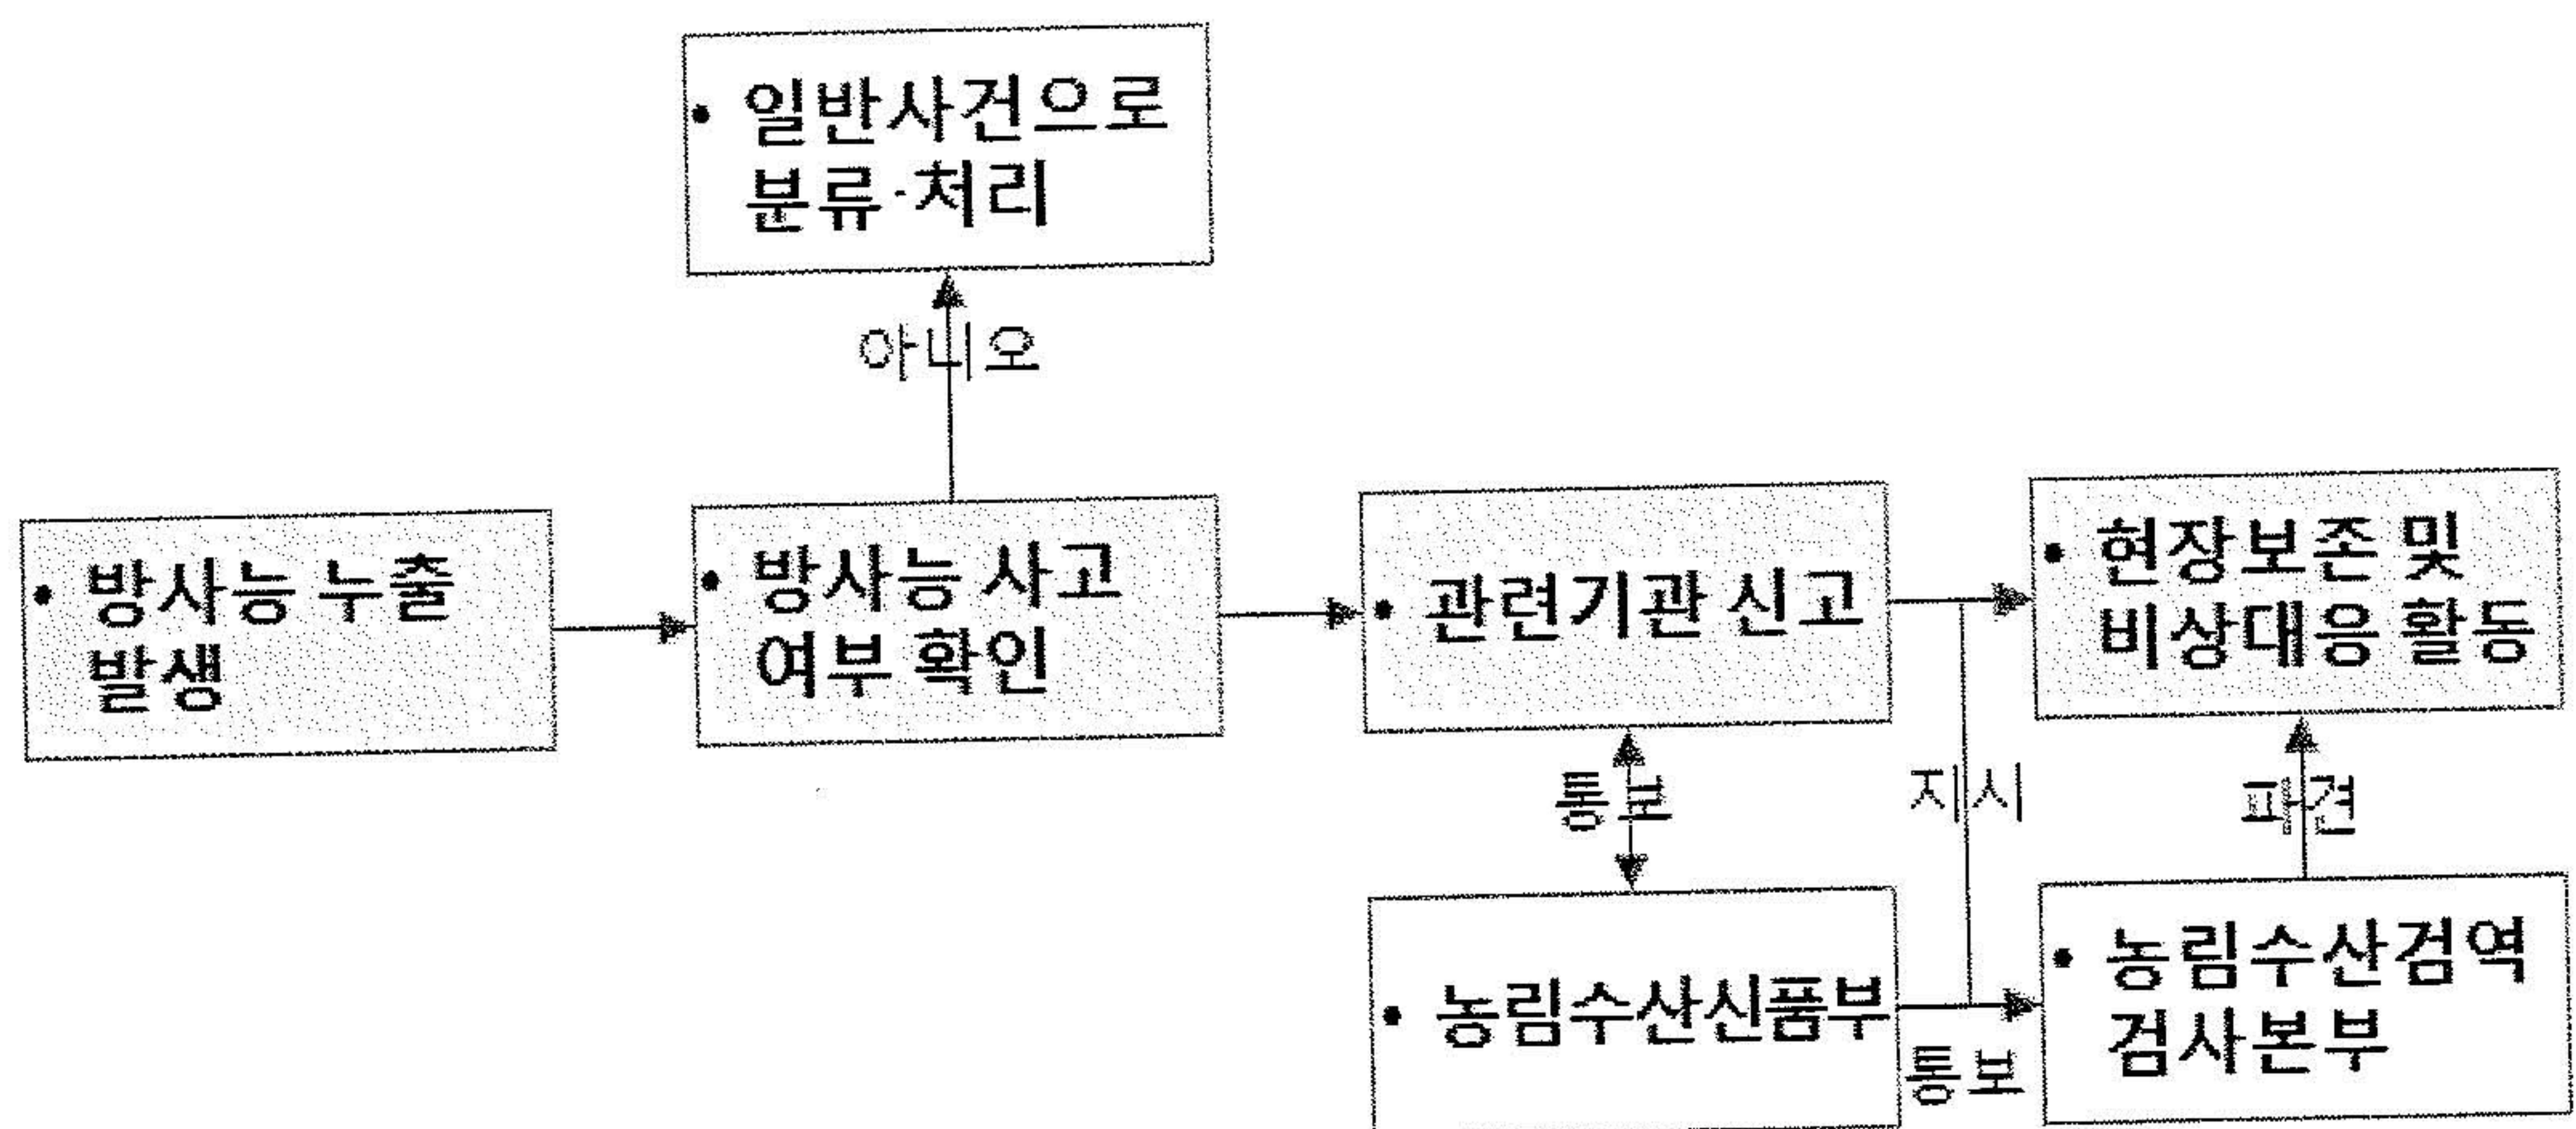 • 일반사건으로
분류·처리
아니오
• 방사능 누출
발생
• 방사능 사고
여부 확인
• 관련기관 신고
• 현장보존 및
비상대응 활동
통보
지시
파견
• 농림수산신품부
통보
• 농림수산검역
검사본부